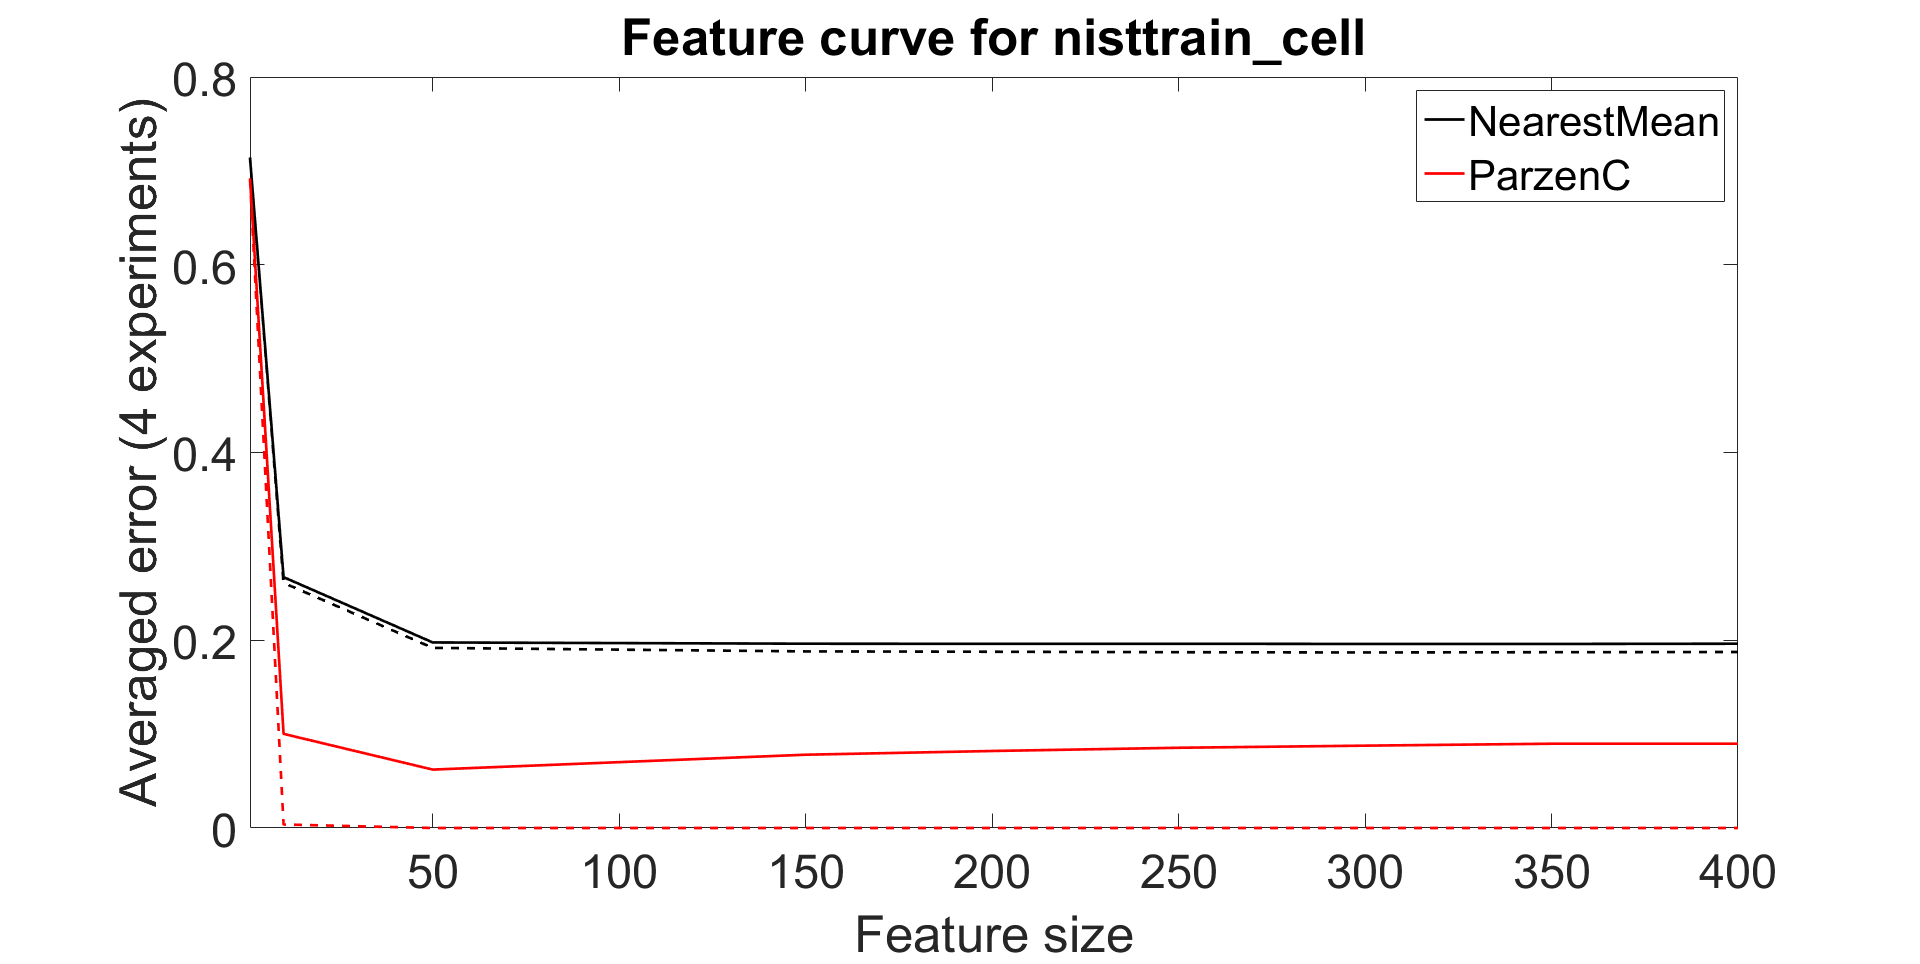 Feature curve for nisttrain_cell
Averaged error (4 experiments)
0.8
0.6
0.4
0.2
0
NearestMean
ParzenC
50 100 150 200 250 300 350 400
Feature size